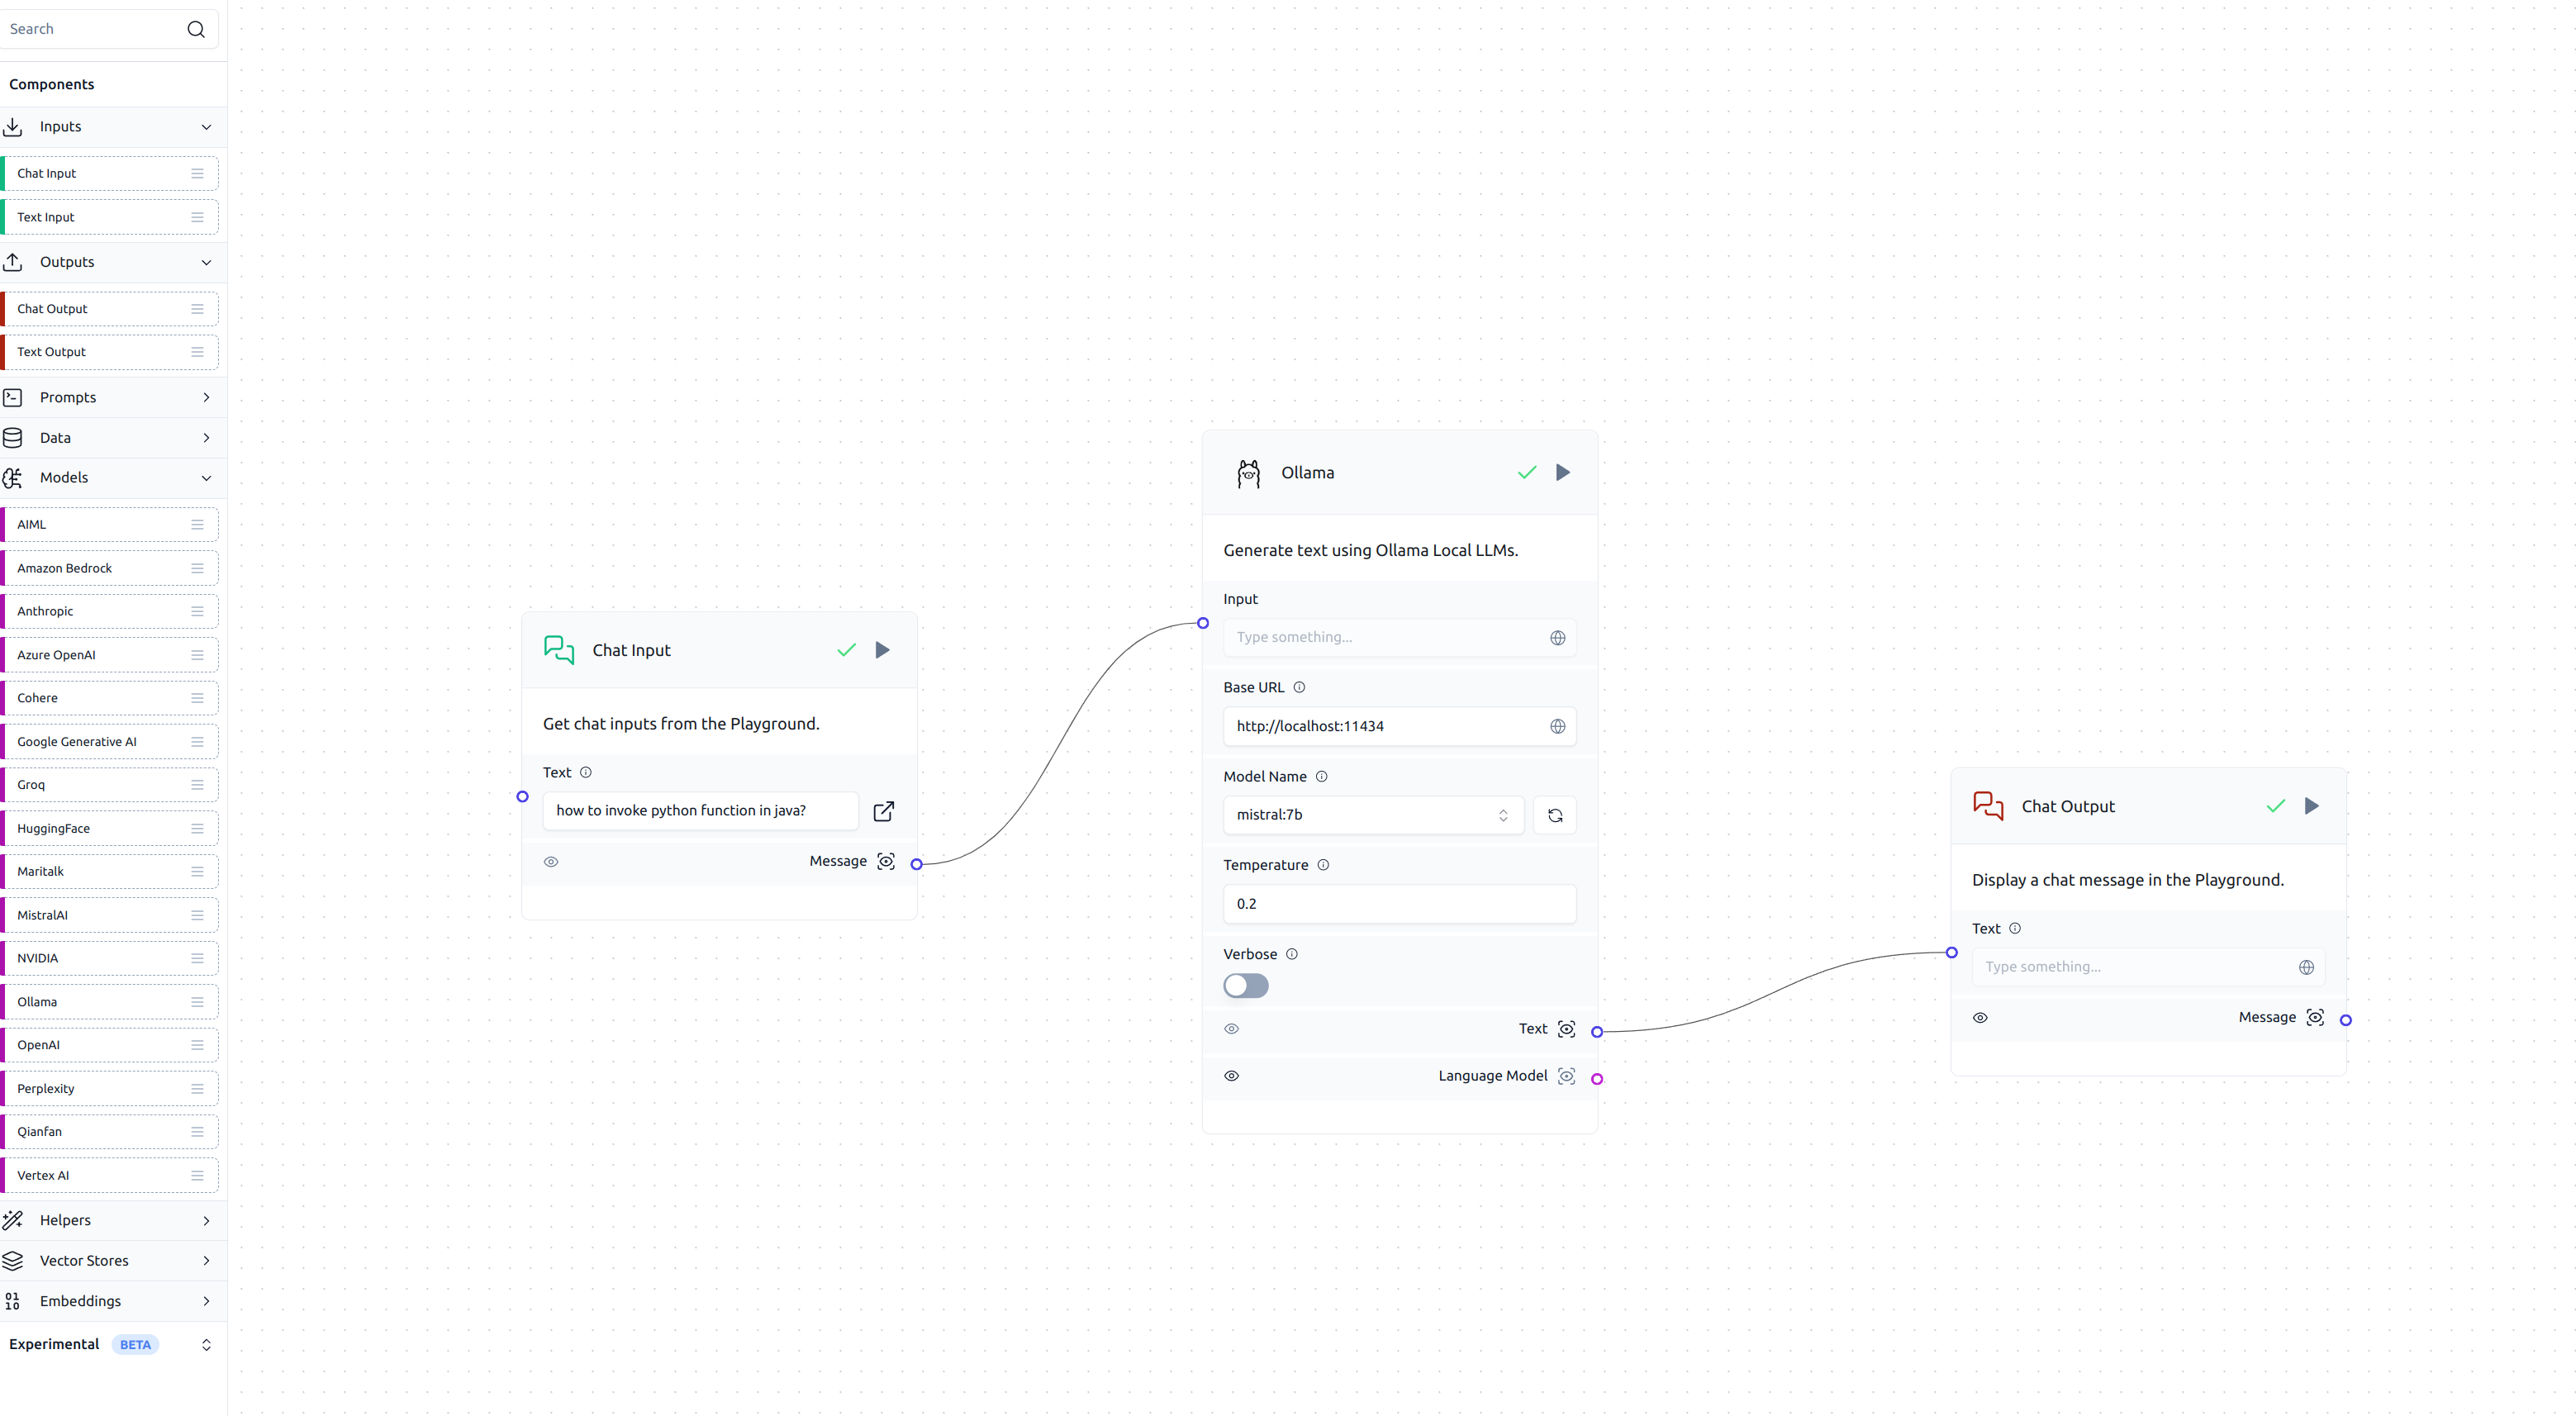 Search
Components
Inputs
Chat Input
Text Input
Outputs
Chat Output
Text Output
Prompts
Data
Models
AIML
Amazon Bedrock
Anthropic
Azure OpenAI
Cohere
Google Generative AI
Groq
HuggingFace
Maritalk
MistralAI
NVIDIA
Ollama
OpenAI
Perplexity
Qianfan
Vertex AI
Helpers
Vector Stores
Embeddings
Experimental BETA
Chat Input
Get chat inputs from the Playground.
Text
how to invoke python function in java?
Message
Ollama
Generate text using Ollama Local LLMs.
Input
Type something...
Base URL
http://localhost:11434
Model Name
mistral:7b
Temperature
0.2
Verbose
Text
Language Model
Chat Output
Display a chat message in the Playground.
Text
Type something...
Message